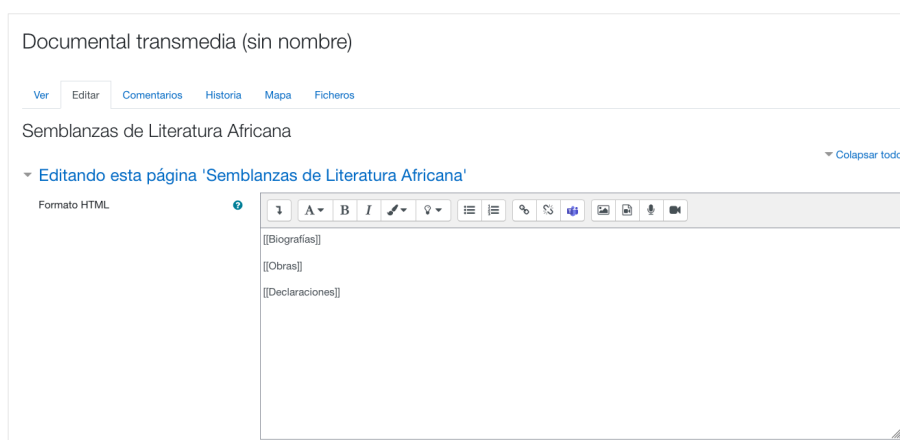 Documental transmedia (sin nombre)
Ver Editar Comentarios Historia Mapa Ficheros
Semblanzas de Literatura Africana
Colapsar todo
Editando esta página 'Semblanzas de Literatura Africana'
Formato HTML
A B I
[[Biografías]]
[[Obras]]
[[Declaraciones]]